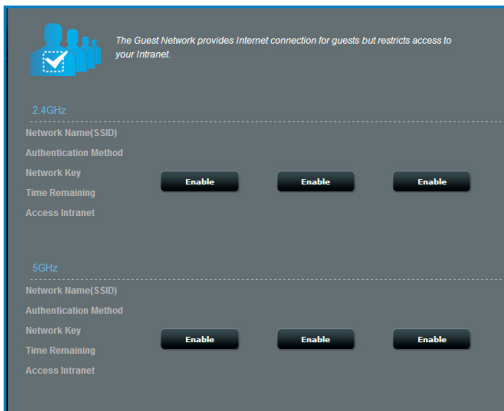 The Guest Network provides Internet connection for guests but restricts access to
your Intranet.
2.4GHz
Network Name(SSID)
Authentication Method
Network Key
Enable Enable Enable
Time Remaining
Access Intranet
5GHz
Network Name(SSID)
Authentication Method
Network Key
Enable Enable Enable
Time Remaining
Access Intranet